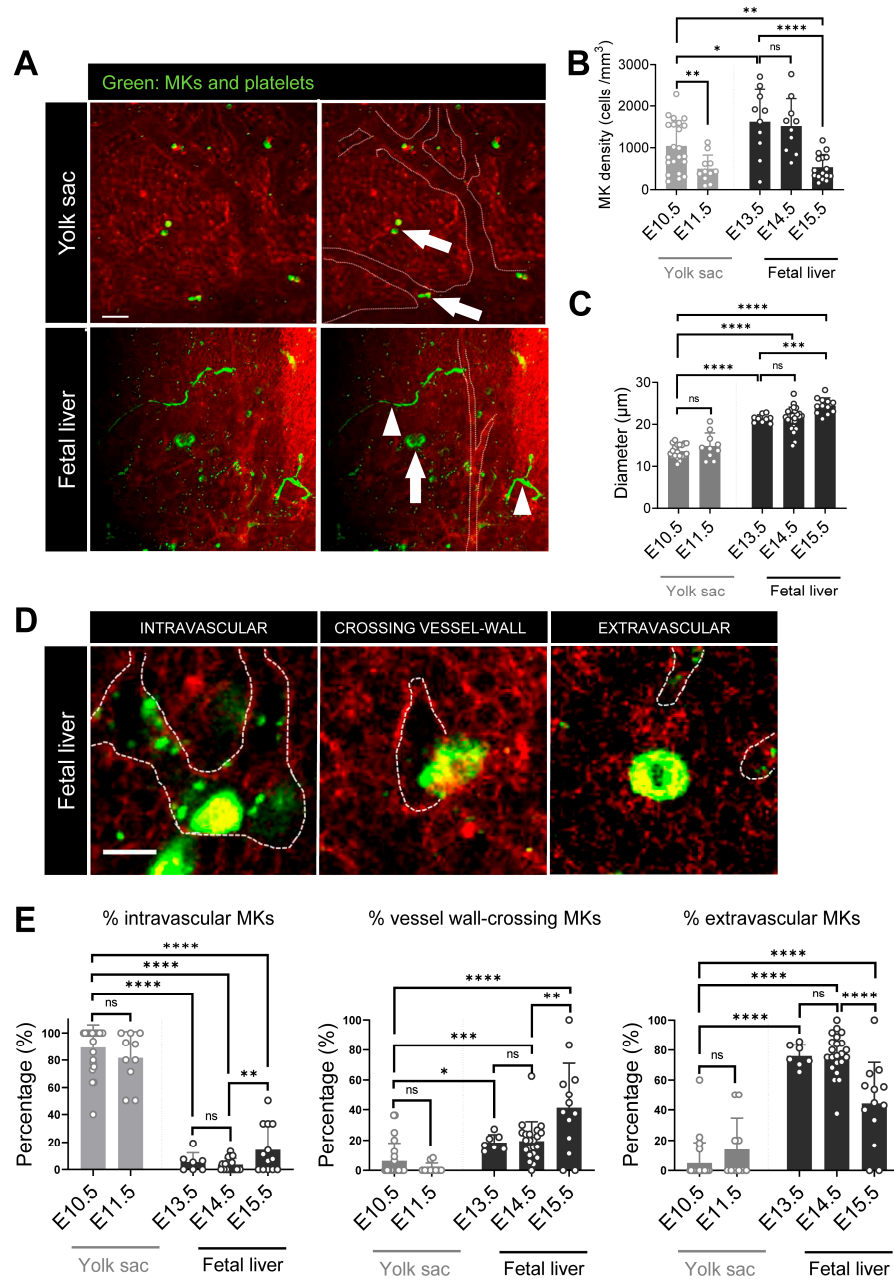 A
Green: MKs and platelets
Yolk sac
Fetal liver
B
MK density (cells /mm³)
3000
2000
1000
0
**
****
*
ns
**
E10.5
E11.5
E13.5
E14.5
E15.5
Yolk sac
Fetal liver
C
Diameter (µm)
30
20
10
0
****
****
***
****
ns
ns
E10.5
E11.5
E13.5
E14.5
E15.5
Yolk sac
Fetal liver
D
INTRAVASCULAR
CROSSING VESSEL-WALL
EXTRAVASCULAR
Fetal liver
E
% intravascular MKs
Percentage (%)
100
80
60
40
20
0
****
****
****
ns
**
ns
E10.5
E11.5
E13.5
E14.5
E15.5
Yolk sac
Fetal liver
% vessel wall-crossing MKs
Percentage (%)
100
80
60
40
20
0
****
**
***
ns
*
ns
E10.5
E11.5
E13.5
E14.5
E15.5
Yolk sac
Fetal liver
% extravascular MKs
Percentage (%)
100
80
60
40
20
0
****
****
ns
****
****
ns
E10.5
E11.5
E13.5
E14.5
E15.5
Yolk sac
Fetal liver